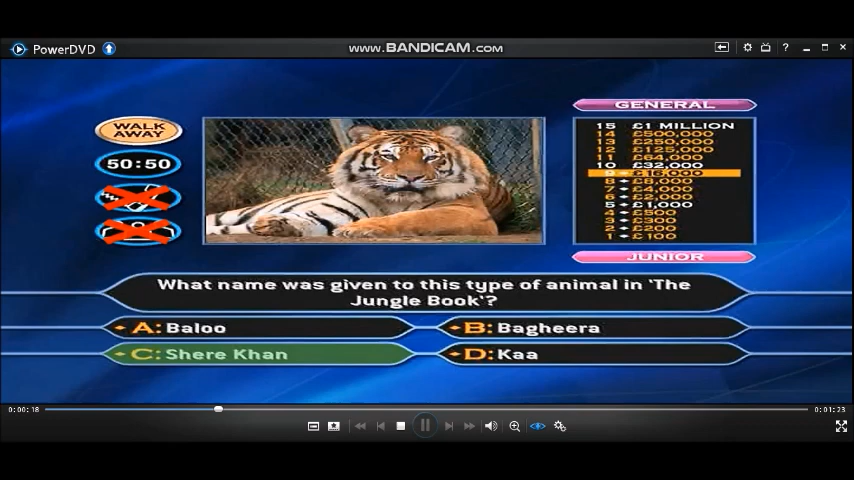 PowerDVD
www.BANDICAM.com
WALK
AWAY
50:50
GENERAL
15 £1 MILLION
14 £500,000
13 £250,000
12 £125,000
11 £64,000
10 £32,000
9 £16,000
8 £8,000
7 £4,000
6 £2,000
5 £1,000
4 £500
3 £300
2 £200
1 £100
JUNIOR
What name was given to this type of animal in 'The
Jungle Book'?
A: Baloo
B: Bagheera
C: Shere Khan
D: Kaa
0:00:18
0:01:23